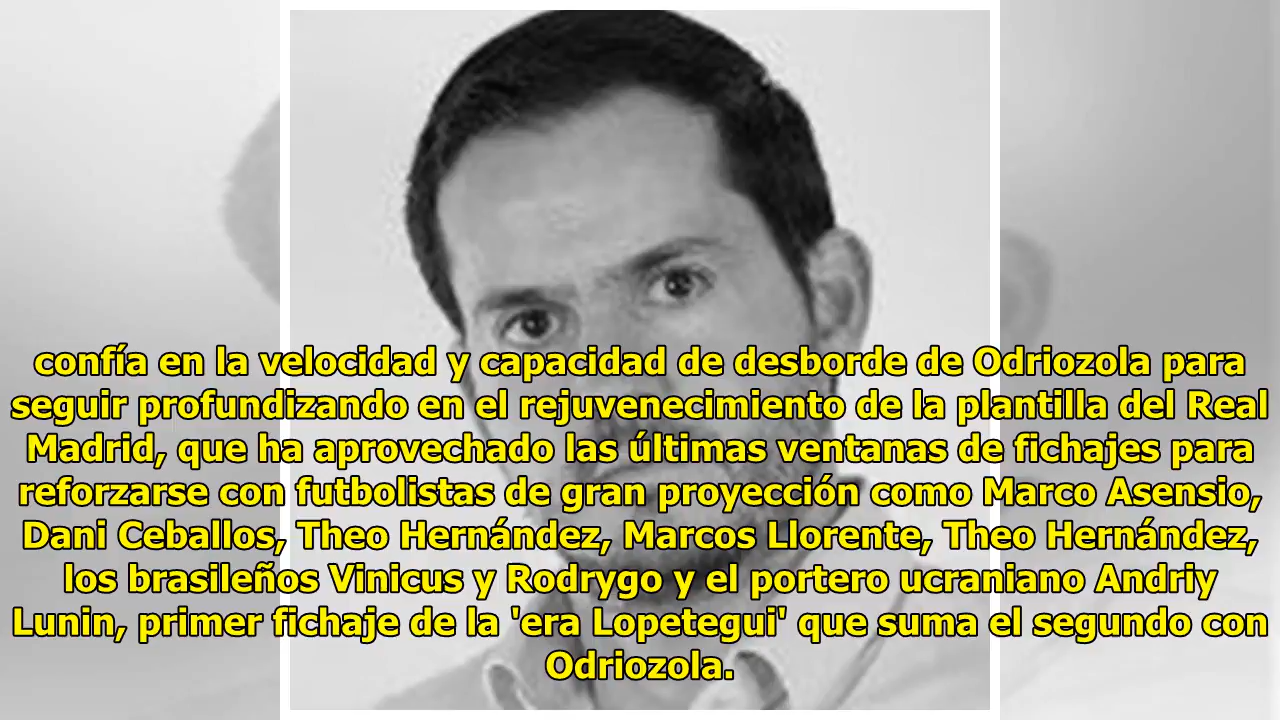 confía en la velocidad y capacidad de desborde de Odriozola para
seguir profundizando en el rejuvenecimiento de la plantilla del Real
Madrid, que ha aprovechado las últimas ventanas de fichajes para
reforzarse con futbolistas de gran proyección como Marco Asensio,
Dani Ceballos, Theo Hernández, Marcos Llorente, Theo Hernández,
los brasileños Vinicus y Rodrygo y el portero ucraniano Andriy
Lunin, primer fichaje de la 'era Lopetegui' que suma el segundo con
Odriozola.